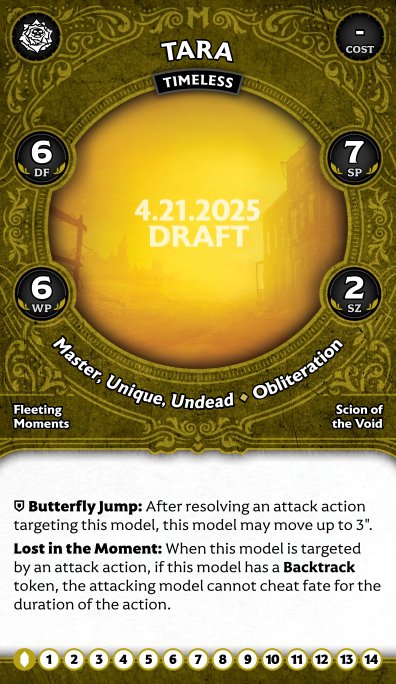 TARA
TIMELESS
-
COST
6
DF
7
SP
4.21.2025
DRAFT
6
WP
2
SZ
Master, Unique, Undead ♦ Obliteration
Fleeting
Moments
Scion of
the Void
Butterfly Jump: After resolving an attack action
targeting this model, this model may move up to 3".
Lost in the Moment: When this model is targeted
by an attack action, if this model has a Backtrack
token, the attacking model cannot cheat fate for the
duration of the action.
1 2 3 4 5 6 7 8 9 10 11 12 13 14